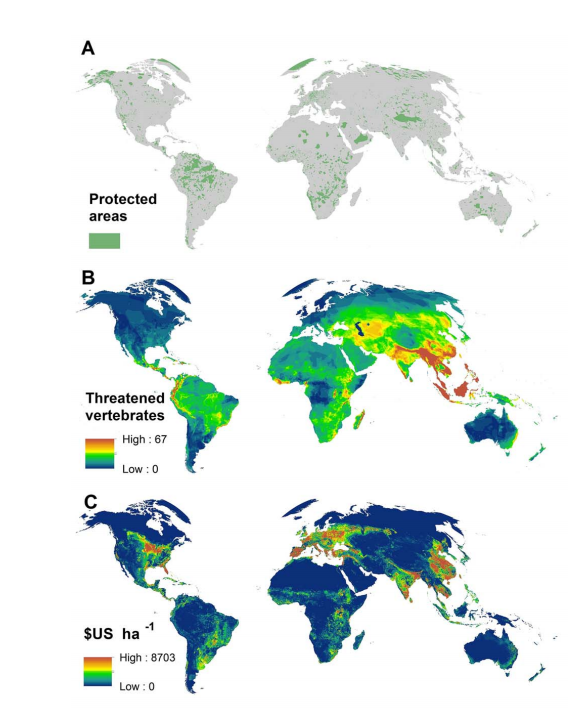 A
Protected
areas
B
Threatened
vertebrates
High : 67
Low : 0
C
$US ha -1
High : 8703
Low : 0